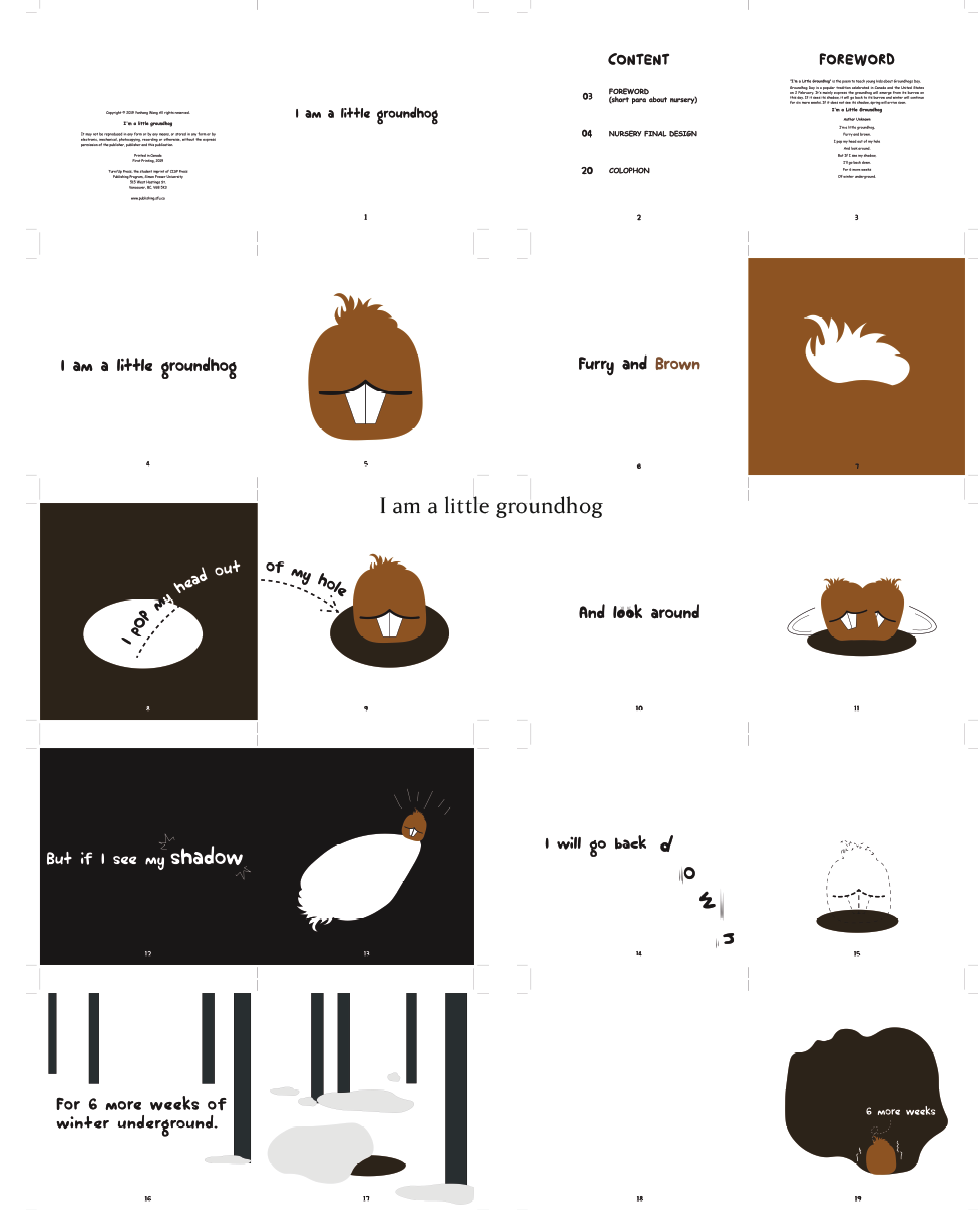 Copyright © 2019 Yoshang Wang All rights reserved.
I'm a little groundhog
It may not be reproduced in any form or by any means, or stored in any form or by
electronic, mechanical, photocopying, recording or otherwise, without the express
permission of the publisher, publisher and this publication.
Printed in Canada
First Printing, 2019
TurnUp Press, the student imprint of CISP Press
Publishing Program, Simon Fraser University
515 West Hastings St.
Vancouver, BC, V6B 5K3
www.publishing.sfu.ca
I am a little groundhog
1
CONTENT
03 FOREWORD
(short para about nursery)
04 NURSERY FINAL DESIGN
20 COLOPHON
2
FOREWORD
"I'm a Little Groundhog" is the poem to teach young kids about Groundhogs Day.
Groundhog Day is a popular tradition celebrated in Canada and the United States
on 2 February. It's merely express the groundhog will emerge from its burrow on
this day. If it sees its shadow, it will go back to its burrow and winter will continue
for six more weeks. If it does not see its shadow, spring will arrive soon.
I'm a Little Groundhog
Author Unknown
I'm a little groundhog,
Furry and brown.
I pop my head out of my hole
And look around.
But If I see my shadow,
I'll go back down.
For 6 more weeks
Of winter underground.
3
I am a little groundhog
4
5
Furry and Brown
6
7
I am a little groundhog
I POP my head out
of my hole
8
9
And look around
10
11
But if I see my shadow
12
13
I will go back down
14
15
For 6 more weeks of
winter underground.
16
17
6 more weeks
18
19